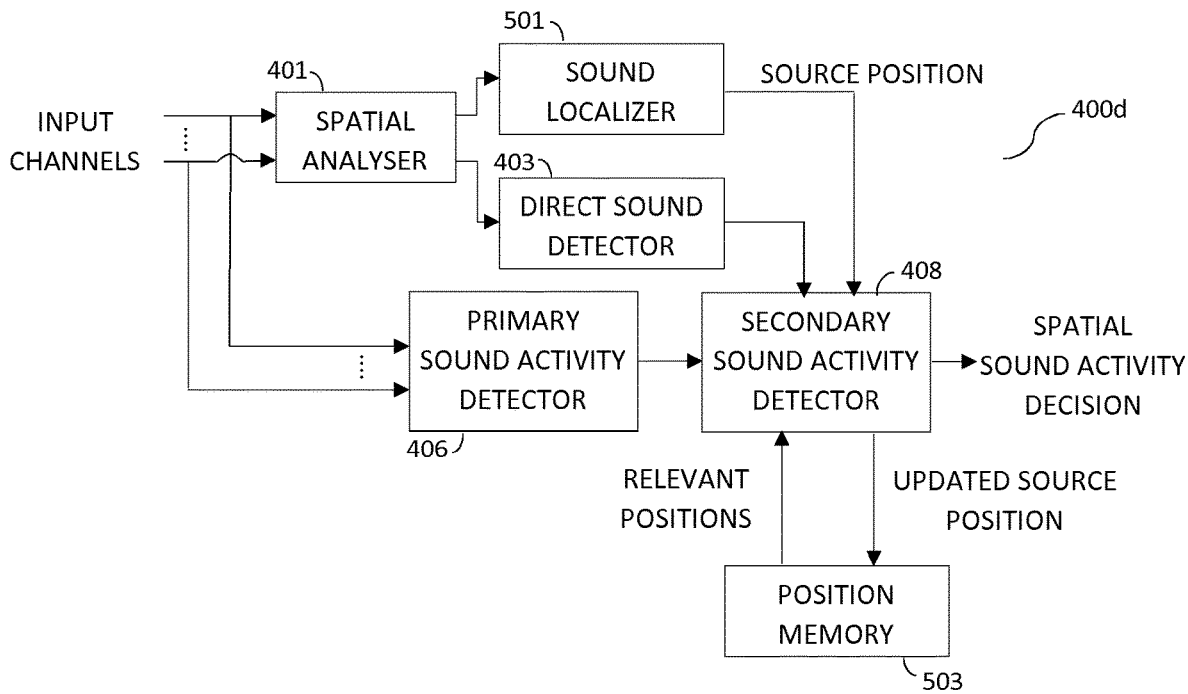 501
SOUND
LOCALIZER
SOURCE POSITION
400d
401
SPATIAL
ANALYSER
INPUT
CHANNELS
403
DIRECT SOUND
DETECTOR
408
PRIMARY
SOUND ACTIVITY
DETECTOR
406
SECONDARY
SOUND ACTIVITY
DETECTOR
SPATIAL
SOUND ACTIVITY
DECISION
RELEVANT
POSITIONS
UPDATED SOURCE
POSITION
POSITION
MEMORY
503